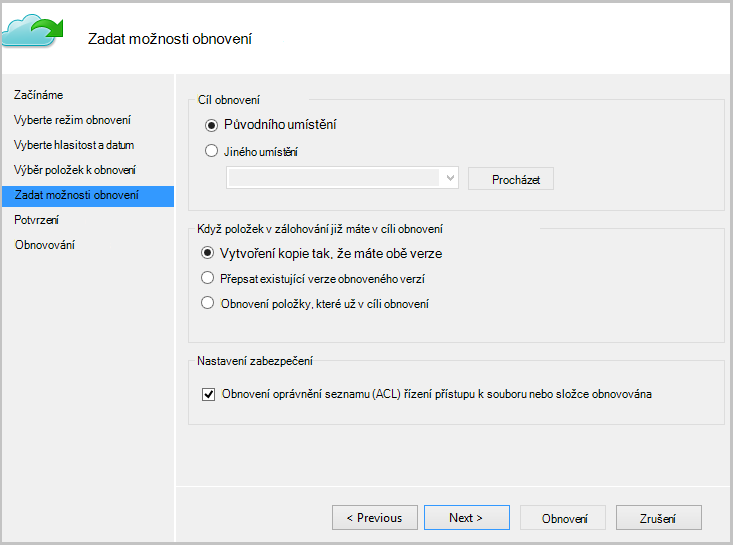 Zadat možnosti obnovení
Začínáme
Vyberte režim obnovení
Vyberte hlasitost a datum
Výběr položek k obnovení
Zadat možnosti obnovení
Potvrzení
Obnovování
Cíl obnovení
Původního umístění
Jiného umístění
Procházet
Když položek v zálohování již máte v cíli obnovení
Vytvoření kopie tak, že máte obě verze
Přepsat existující verze obnoveného verzí
Obnovení položky, které už v cíli obnovení
Nastavení zabezpečení
Obnovení oprávnění seznamu (ACL) řízení přístupu k souboru nebo složce obnovována
< Previous
Next >
Obnovení
Zrušení